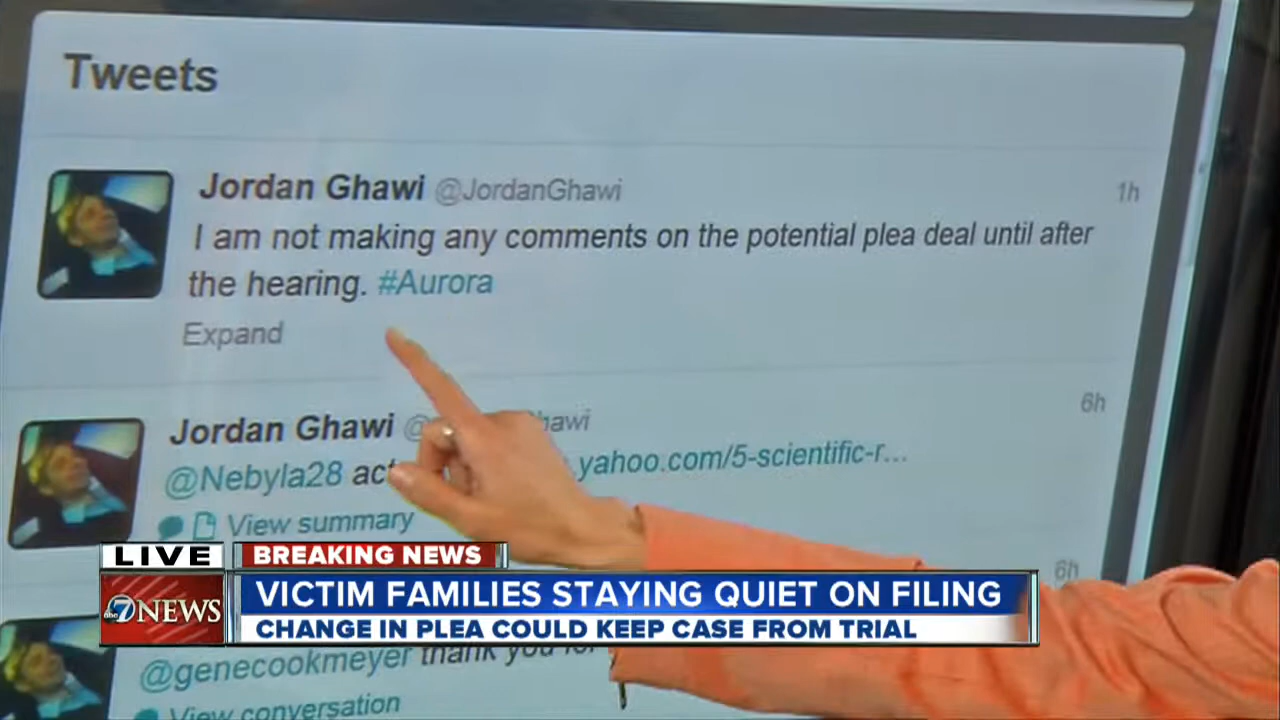 Tweets
Jordan Ghawi @JordanGhawi 1h
I am not making any comments on the potential plea deal until after
the hearing. #Aurora
Expand
6h
Jordan Ghawi
@Nebyla28 yahoo.com/5-scientific-r...
View summary
6h
LIVE BREAKING NEWS
abc 7NEWS
VICTIM FAMILIES STAYING QUIET ON FILING
CHANGE IN PLEA COULD KEEP CASE FROM TRIAL
@genecookmeyer thank you for
View conversation